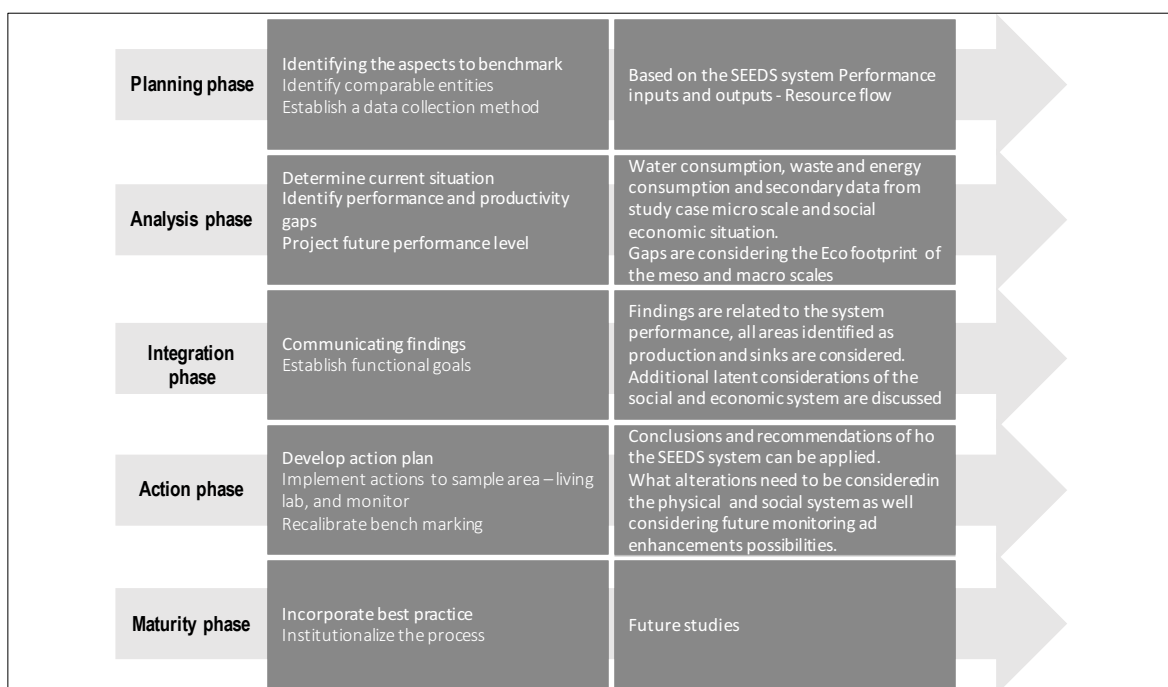 Planning phase
Identifying the aspects to benchmark
Identify comparable entities
Establish a data collection method
Based on the SEEDS system Performance
inputs and outputs - Resource flow
Analysis phase
Determine current situation
Identify performance and productivity
gaps
Project future performance level
Water consumption, waste and energy
consumption and secondary data from
study case micro scale and social
economic situation.
Gaps are considering the Eco footprint of
the meso and macro scales
Integration
phase
Communicating findings
Establish functional goals
Findings are related to the system
performance, all areas identified as
production and sinks are considered.
Additional latent considerations of the
social and economic system are discussed
Action phase
Develop action plan
Implement actions to sample area – living
lab, and monitor
Recalibrate bench marking
Conclusions and recommendations of ho
the SEEDS system can be applied.
What alterations need to be consideredin
the physical and social system as well
considering future monitoring ad
enhancements possibilities.
Maturity phase
Incorporate best practice
Institutionalize the process
Future studies